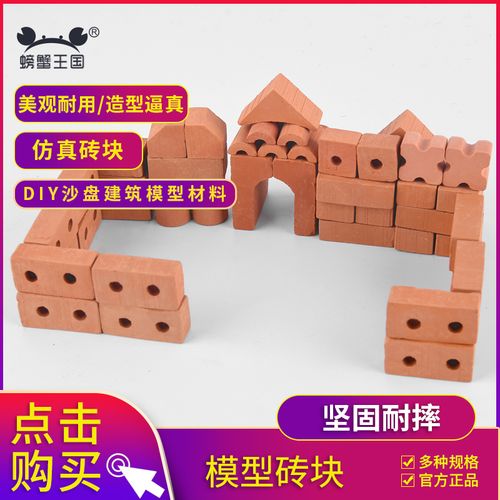 ®
螃蟹王国
美观耐用/造型逼真
仿真砖块
DIY沙盘建筑模型材料
点击
购买
坚固耐摔
模型砖块
多种规格
官方正品